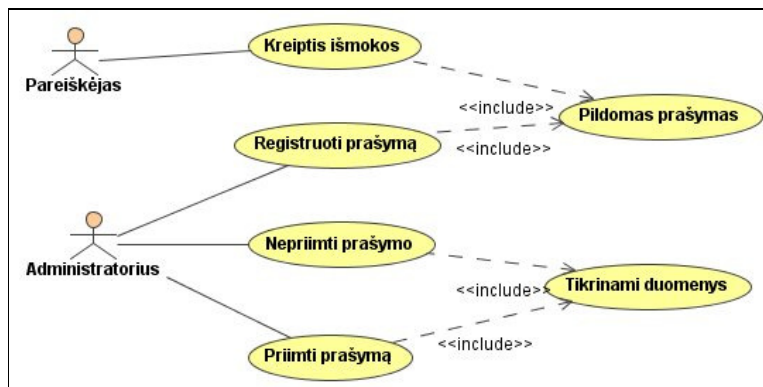 Kreiptis išmokos
Pareiškėjas
<<include>>
Pildomas prašymas
Registruoti prašymą
<<include>>
Nepriimti prašymo
Administratorius
<<include>>
Tikrinami duomenys
Priimti prašymą
<<include>>